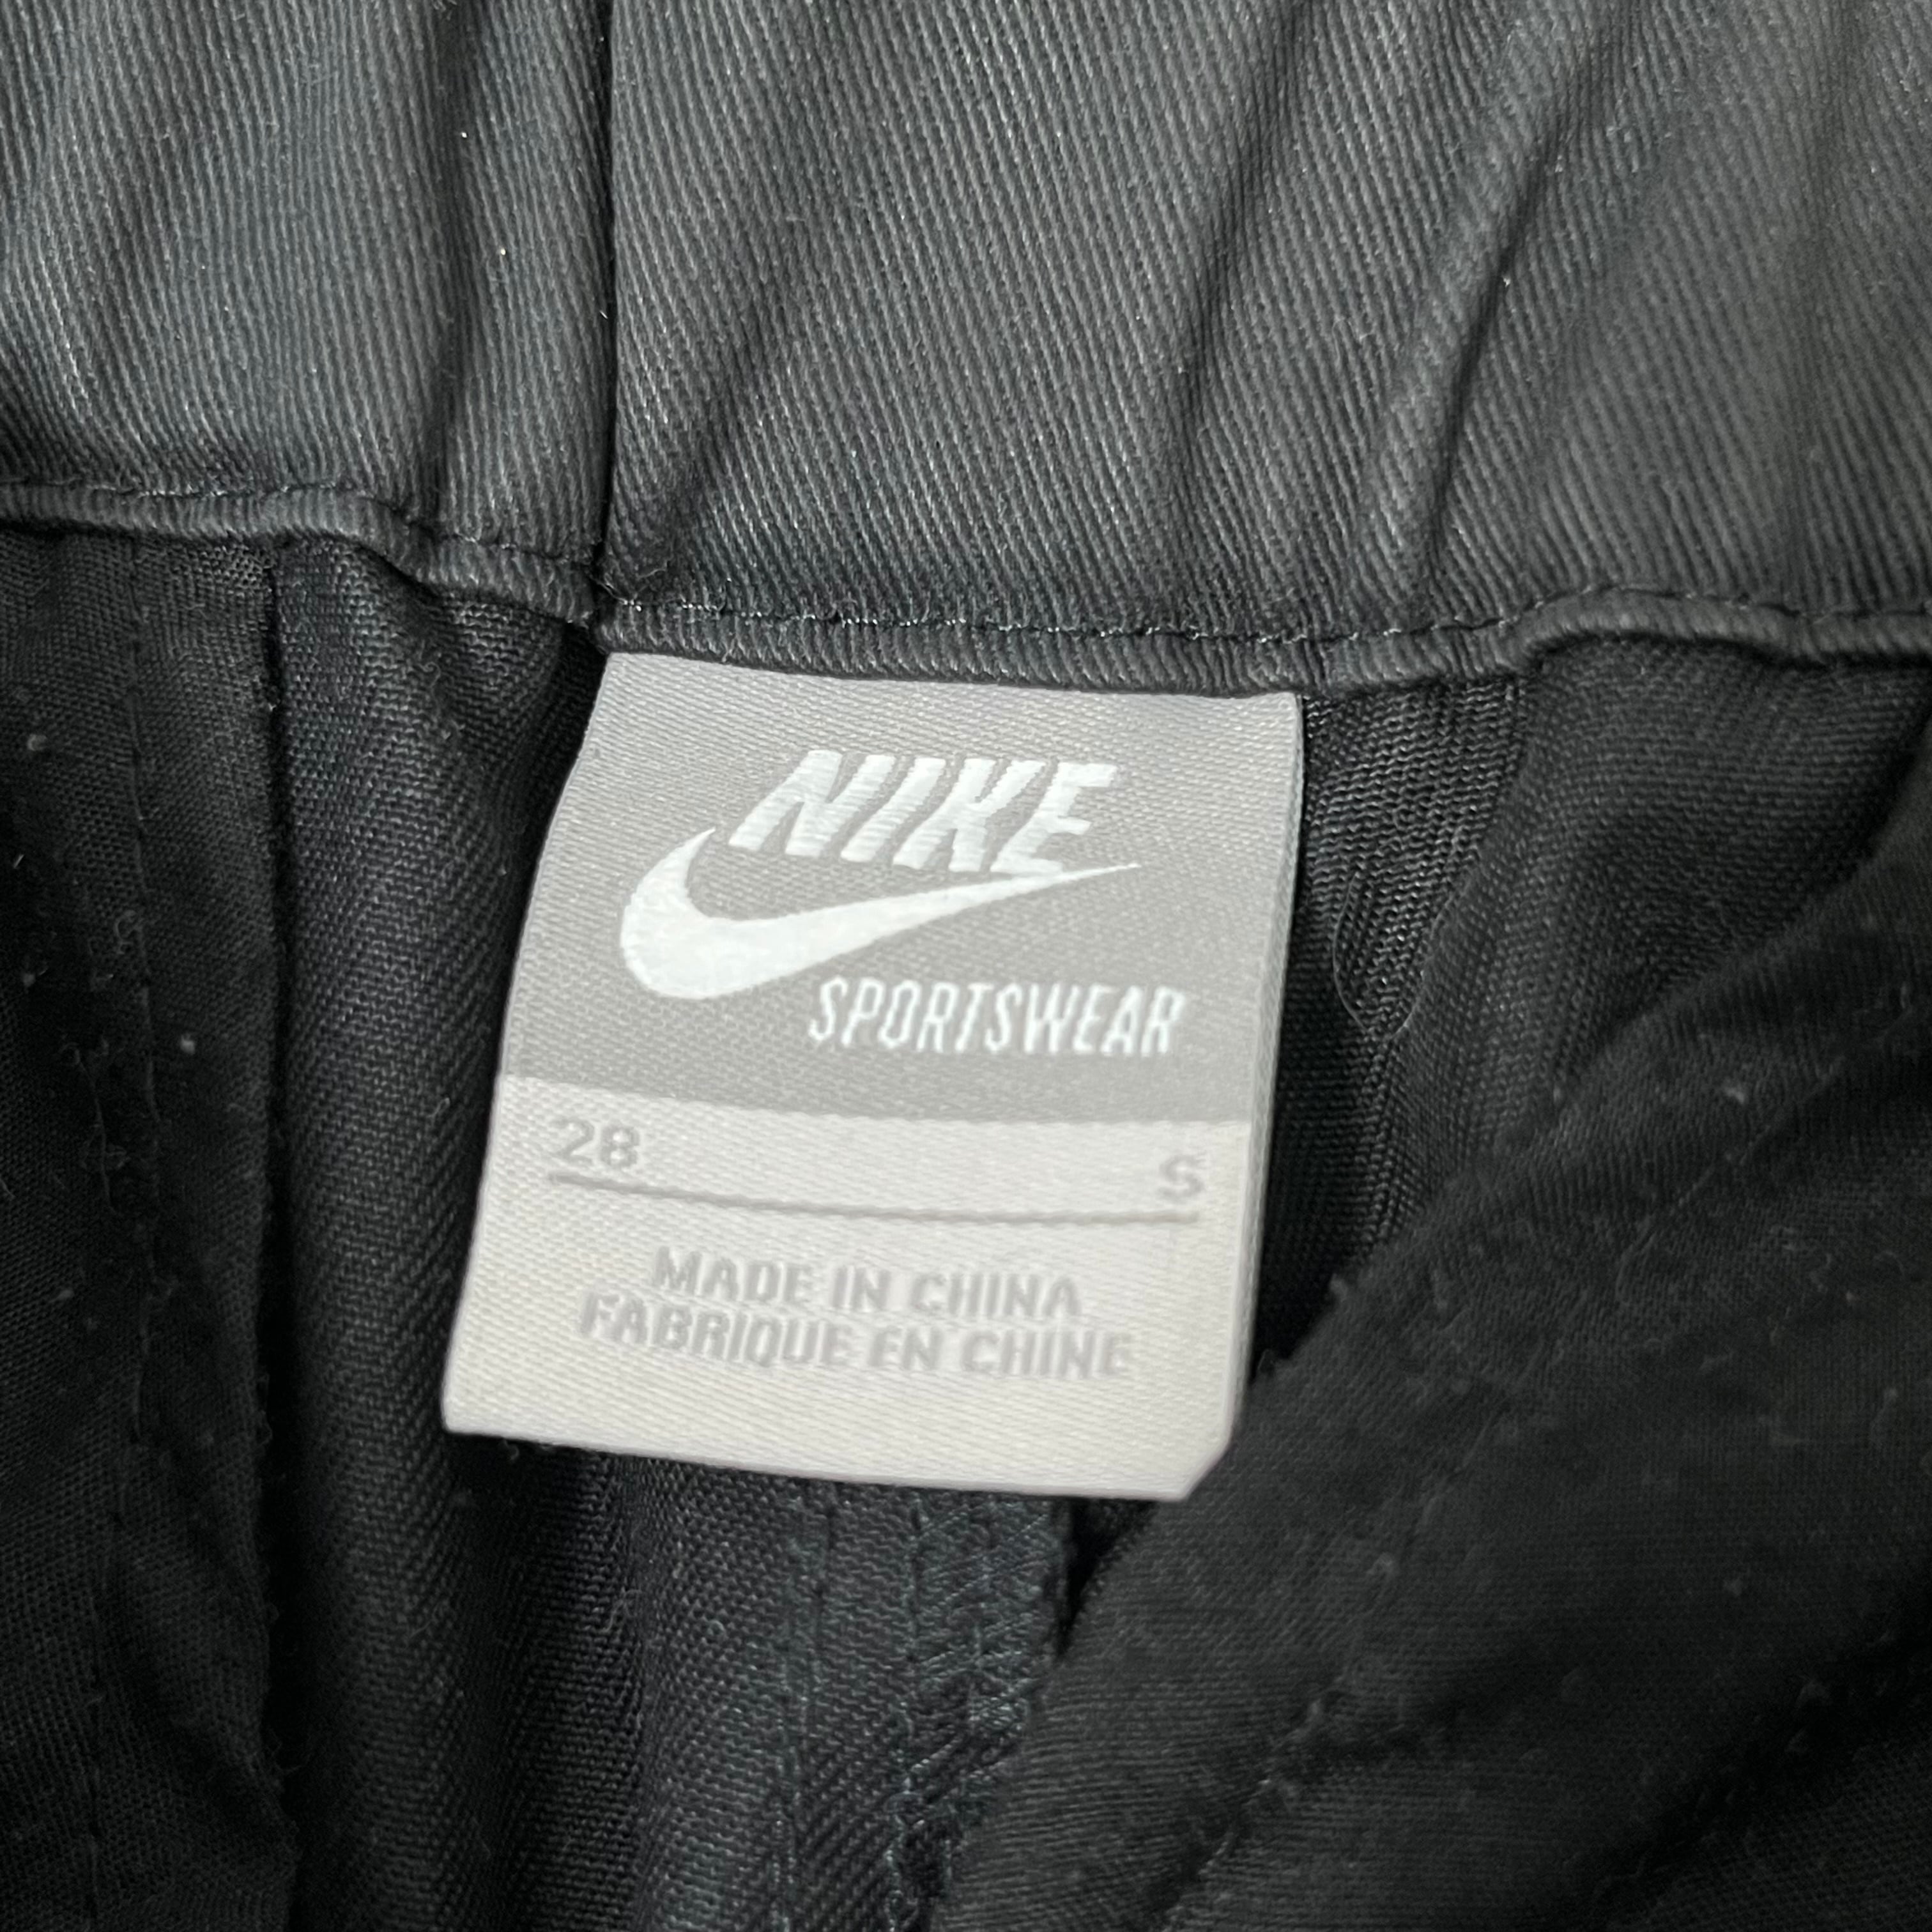 NIKE
SPORTSWEAR
28 S
MADE IN CHINA
FABRIQUE EN CHINE